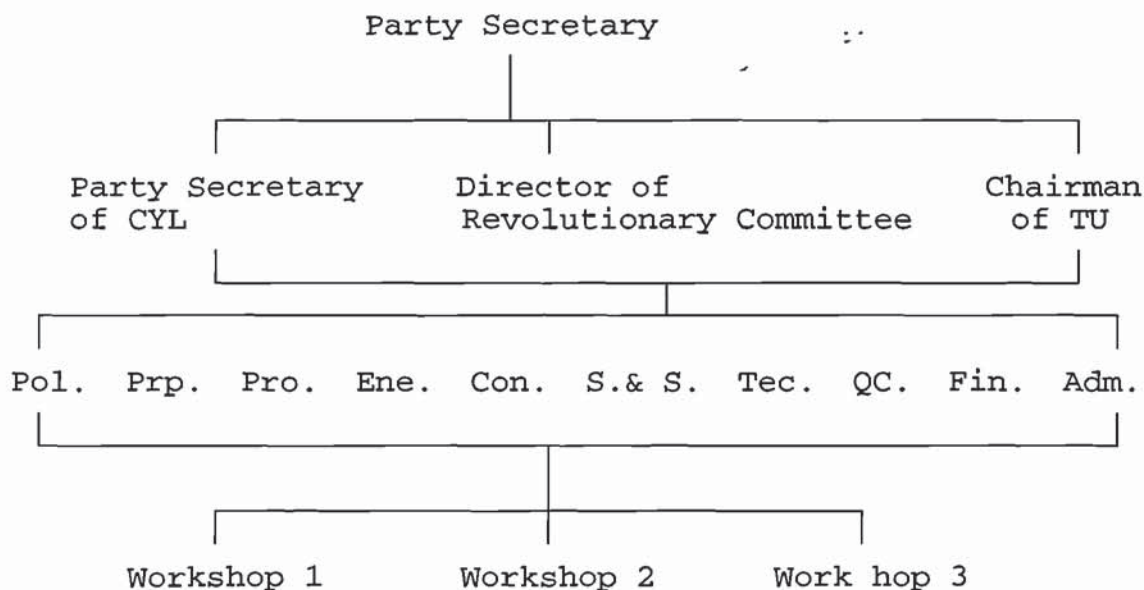 Party Secretary
Party Secretary of CYL
Director of Revolutionary Committee
Chairman of TU
Pol. Prp. Pro. Ene. Con. S.& S. Tec. QC. Fin. Adm.
Workshop 1 Workshop 2 Work hop 3